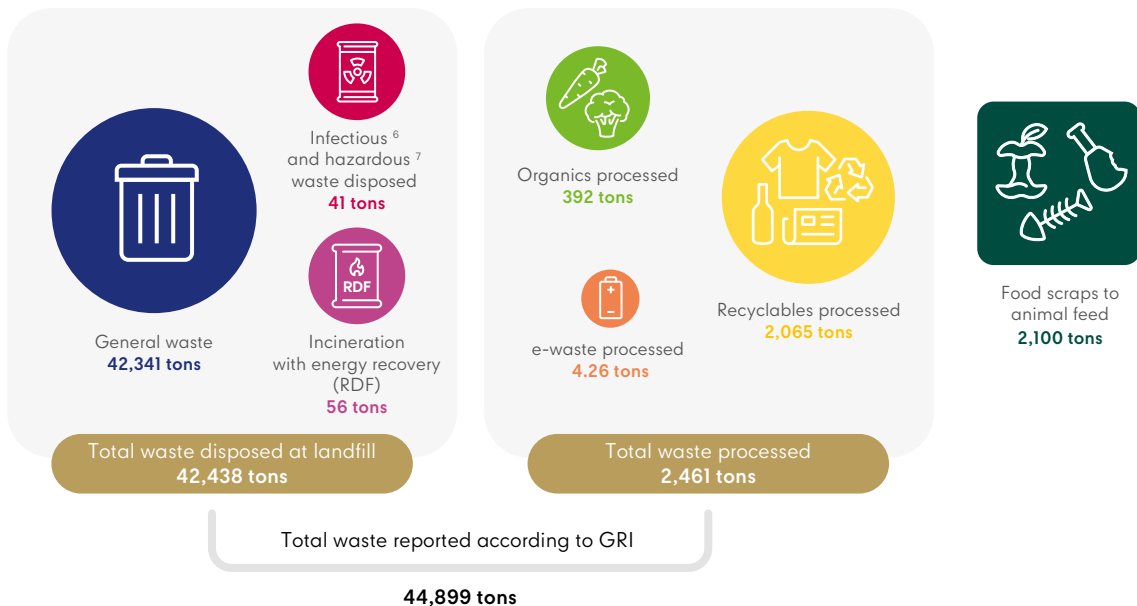 Infectious 6
and hazardous 7
waste disposed
41 tons
General waste
42,341 tons
RDF
Incineration
with energy recovery
(RDF)
56 tons
Total waste disposed at landfill
42,438 tons
Organics processed
392 tons
Recyclables processed
2,065 tons
e-waste processed
4.26 tons
Total waste processed
2,461 tons
Food scraps to
animal feed
2,100 tons
Total waste reported according to GRI
44,899 tons